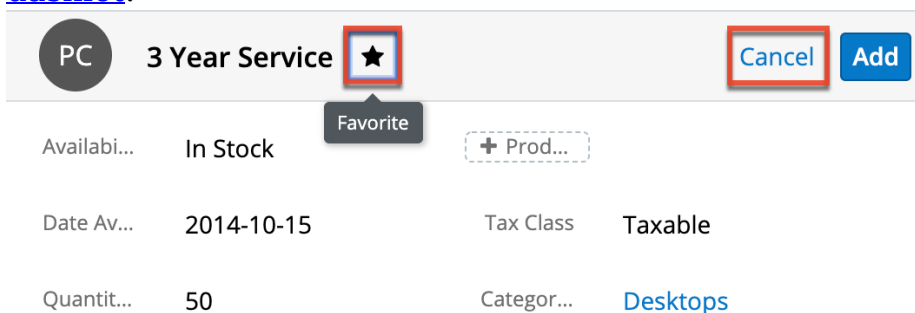 PC 3 Year Service Cancel Add
Favorite
Availabi... In Stock + Prod...
Date Av... 2014-10-15 Tax Class Taxable
Quantit... 50 Categor... Desktops